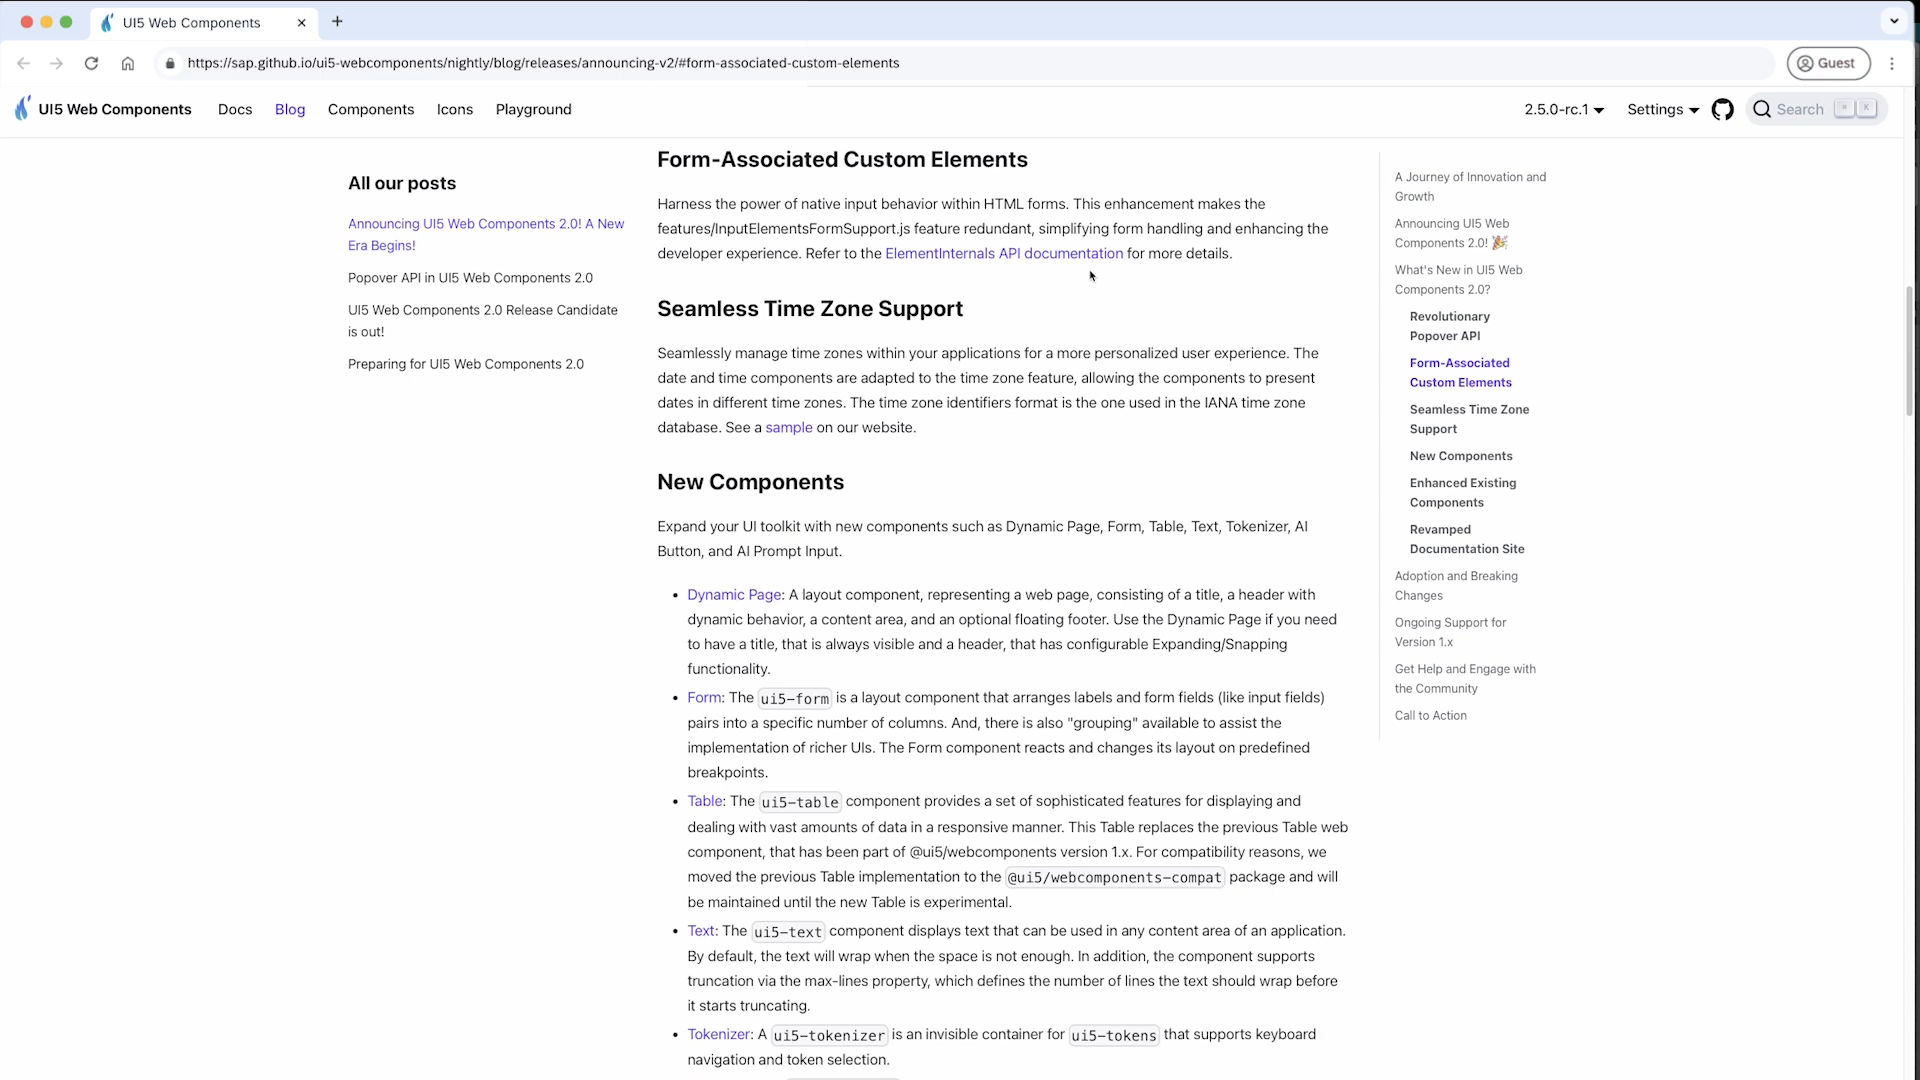 UI5 Web Components
https://sap.github.io/ui5-webcomponents/nightly/blog/releases/announcing-v2/#form-associated-custom-elements
Guest
UI5 Web Components
Docs
Blog
Components
Icons
Playground
2.5.0-rc.1
Settings
Search
K
All our posts
Announcing UI5 Web Components 2.0! A New
Era Begins!
Popover API in UI5 Web Components 2.0
UI5 Web Components 2.0 Release Candidate
is out!
Preparing for UI5 Web Components 2.0
Form-Associated Custom Elements
Harness the power of native input behavior within HTML forms. This enhancement makes the
features/InputElementsFormSupport.js feature redundant, simplifying form handling and enhancing the
developer experience. Refer to the ElementInternals API documentation for more details.
Seamless Time Zone Support
Seamlessly manage time zones within your applications for a more personalized user experience. The
date and time components are adapted to the time zone feature, allowing the components to present
dates in different time zones. The time zone identifiers format is the one used in the IANA time zone
database. See a sample on our website.
New Components
Expand your UI toolkit with new components such as Dynamic Page, Form, Table, Text, Tokenizer, AI
Button, and AI Prompt Input.
• Dynamic Page: A layout component, representing a web page, consisting of a title, a header with
dynamic behavior, a content area, and an optional floating footer. Use the Dynamic Page if you need
to have a title, that is always visible and a header, that has configurable Expanding/Snapping
functionality.
• Form: The ui5-form is a layout component that arranges labels and form fields (like input fields)
pairs into a specific number of columns. And, there is also "grouping" available to assist the
implementation of richer UIs. The Form component reacts and changes its layout on predefined
breakpoints.
• Table: The ui5-table component provides a set of sophisticated features for displaying and
dealing with vast amounts of data in a responsive manner. This Table replaces the previous Table web
component, that has been part of @ui5/webcomponents version 1.x. For compatibility reasons, we
moved the previous Table implementation to the @ui5/webcomponents-compat package and will
be maintained until the new Table is experimental.
• Text: The ui5-text component displays text that can be used in any content area of an application.
By default, the text will wrap when the space is not enough. In addition, the component supports
truncation via the max-lines property, which defines the number of lines the text should wrap before
it starts truncating.
• Tokenizer: A ui5-tokenizer is an invisible container for ui5-tokens that supports keyboard
navigation and token selection.
A Journey of Innovation and
Growth
Announcing UI5 Web
Components 2.0! 🎉
What's New in UI5 Web
Components 2.0?
Revolutionary
Popover API
Form-Associated
Custom Elements
Seamless Time Zone
Support
New Components
Enhanced Existing
Components
Revamped
Documentation Site
Adoption and Breaking
Changes
Ongoing Support for
Version 1.x
Get Help and Engage with
the Community
Call to Action